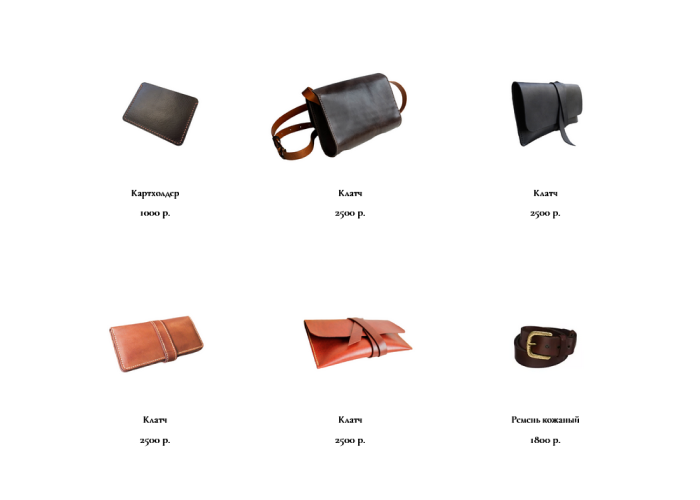 Картхолдер
1000 р.
Клатч
2500 р.
Клатч
2500 р.
Клатч
2500 р.
Клатч
2500 р.
Ремень кожаный
1800 р.